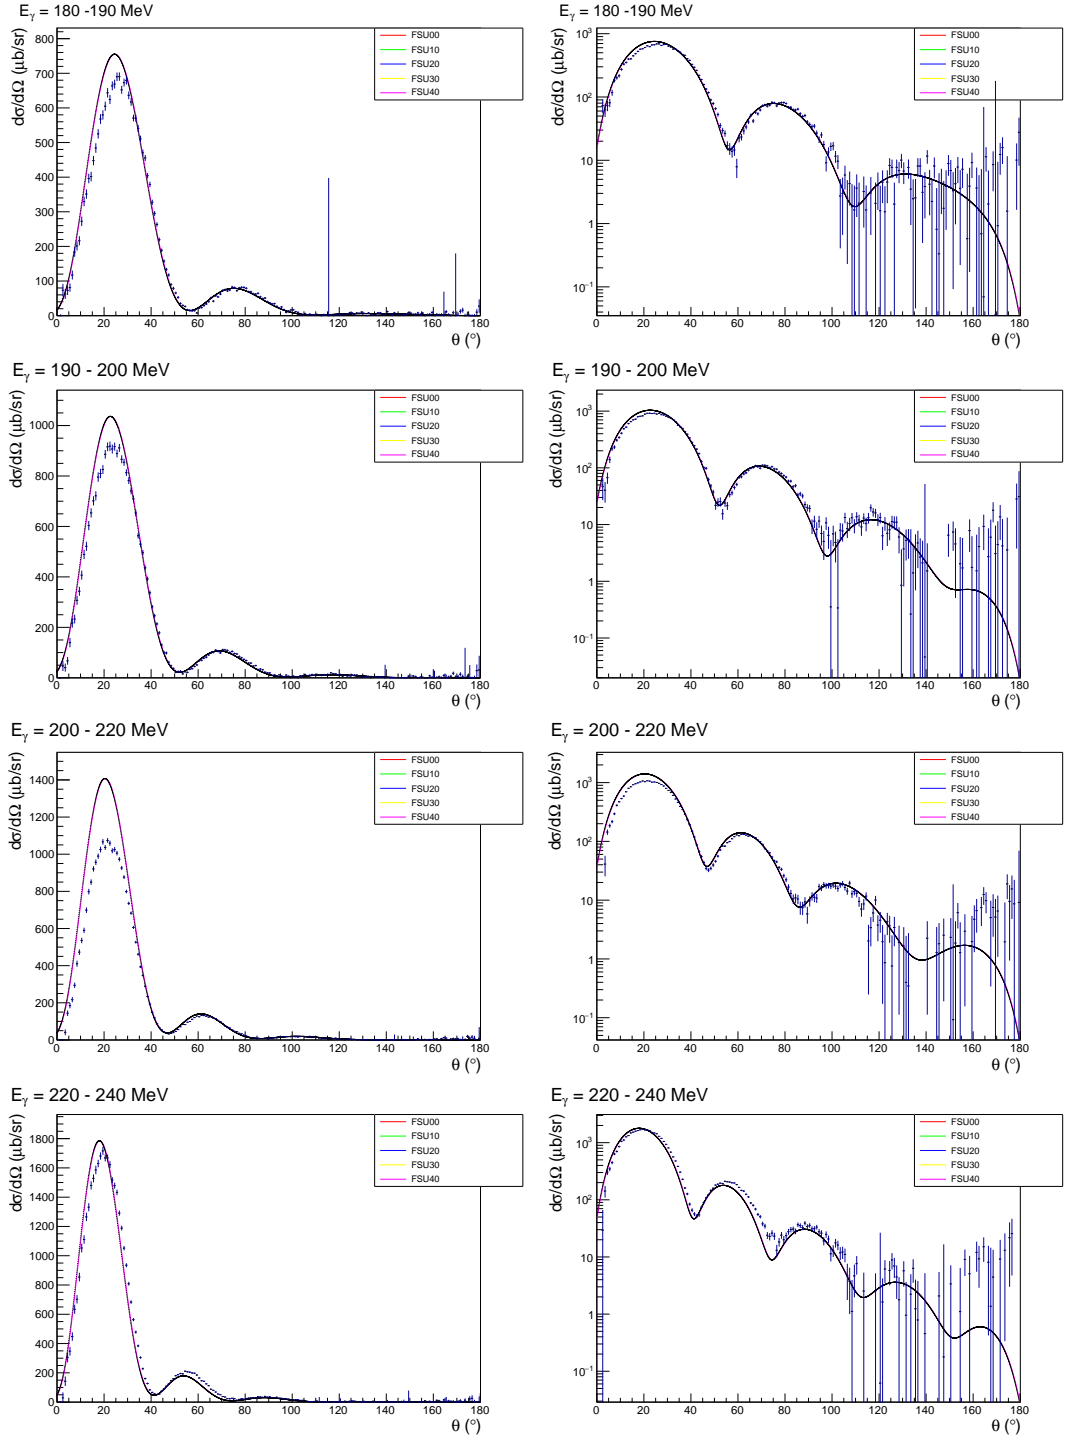 E_γ = 180 -190 MeV
dσ/dΩ (μb/sr)
800
700
600
500
400
300
200
100
0
0 20 40 60 80 100 120 140 160 180
θ (°)
FSU00
FSU10
FSU20
FSU30
FSU40
E_γ = 180 -190 MeV
dσ/dΩ (μb/sr)
10³
10²
10
1
10⁻¹
0 20 40 60 80 100 120 140 160 180
θ (°)
FSU00
FSU10
FSU20
FSU30
FSU40
E_γ = 190 - 200 MeV
dσ/dΩ (μb/sr)
1000
800
600
400
200
0
0 20 40 60 80 100 120 140 160 180
θ (°)
FSU00
FSU10
FSU20
FSU30
FSU40
E_γ = 190 - 200 MeV
dσ/dΩ (μb/sr)
10³
10²
10
1
10⁻¹
0 20 40 60 80 100 120 140 160 180
θ (°)
FSU00
FSU10
FSU20
FSU30
FSU40
E_γ = 200 - 220 MeV
dσ/dΩ (μb/sr)
1400
1200
1000
800
600
400
200
0
0 20 40 60 80 100 120 140 160 180
θ (°)
FSU00
FSU10
FSU20
FSU30
FSU40
E_γ = 200 - 220 MeV
dσ/dΩ (μb/sr)
10³
10²
10
1
10⁻¹
0 20 40 60 80 100 120 140 160 180
θ (°)
FSU00
FSU10
FSU20
FSU30
FSU40
E_γ = 220 - 240 MeV
dσ/dΩ (μb/sr)
1800
1600
1400
1200
1000
800
600
400
200
0
0 20 40 60 80 100 120 140 160 180
θ (°)
FSU00
FSU10
FSU20
FSU30
FSU40
E_γ = 220 - 240 MeV
dσ/dΩ (μb/sr)
10³
10²
10
1
10⁻¹
0 20 40 60 80 100 120 140 160 180
θ (°)
FSU00
FSU10
FSU20
FSU30
FSU40